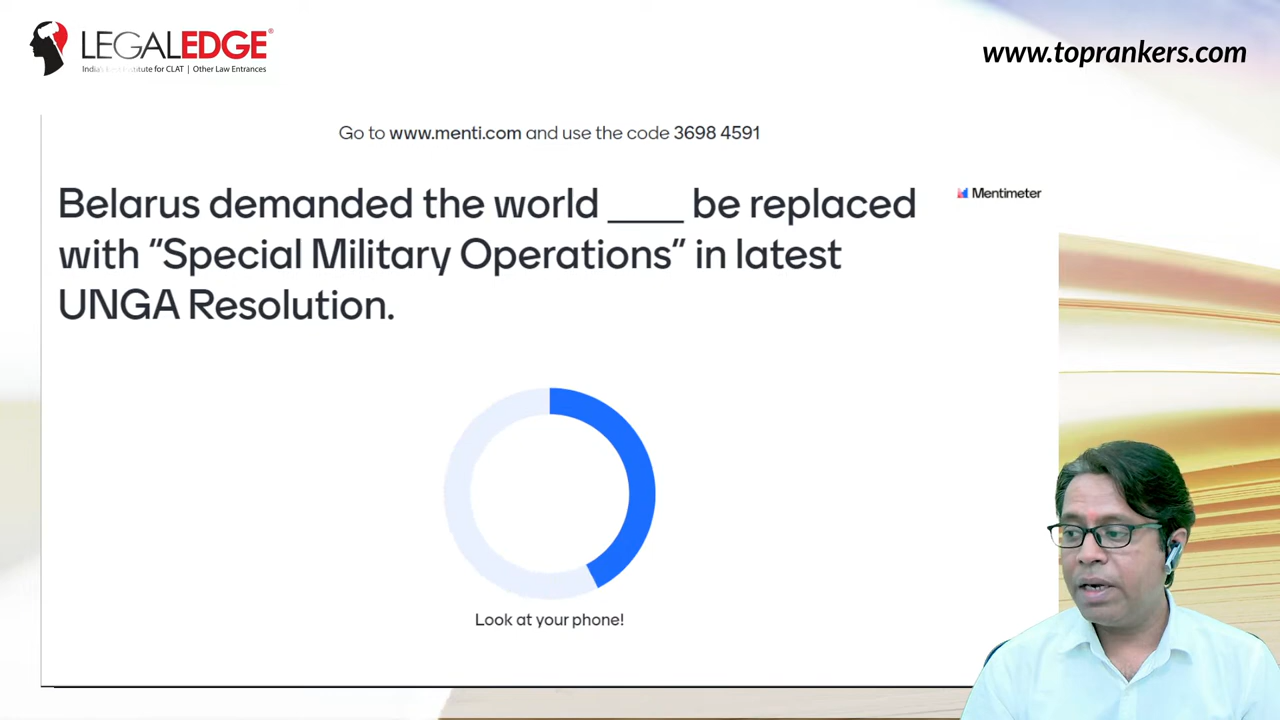 LEGALEDGE®
India's Best Institute for CLAT | Other Law Entrances
www.toprankers.com
Go to www.menti.com and use the code 3698 4591
Belarus demanded the world ____ be replaced
with “Special Military Operations” in latest
UNGA Resolution.
Mentimeter
Look at your phone!